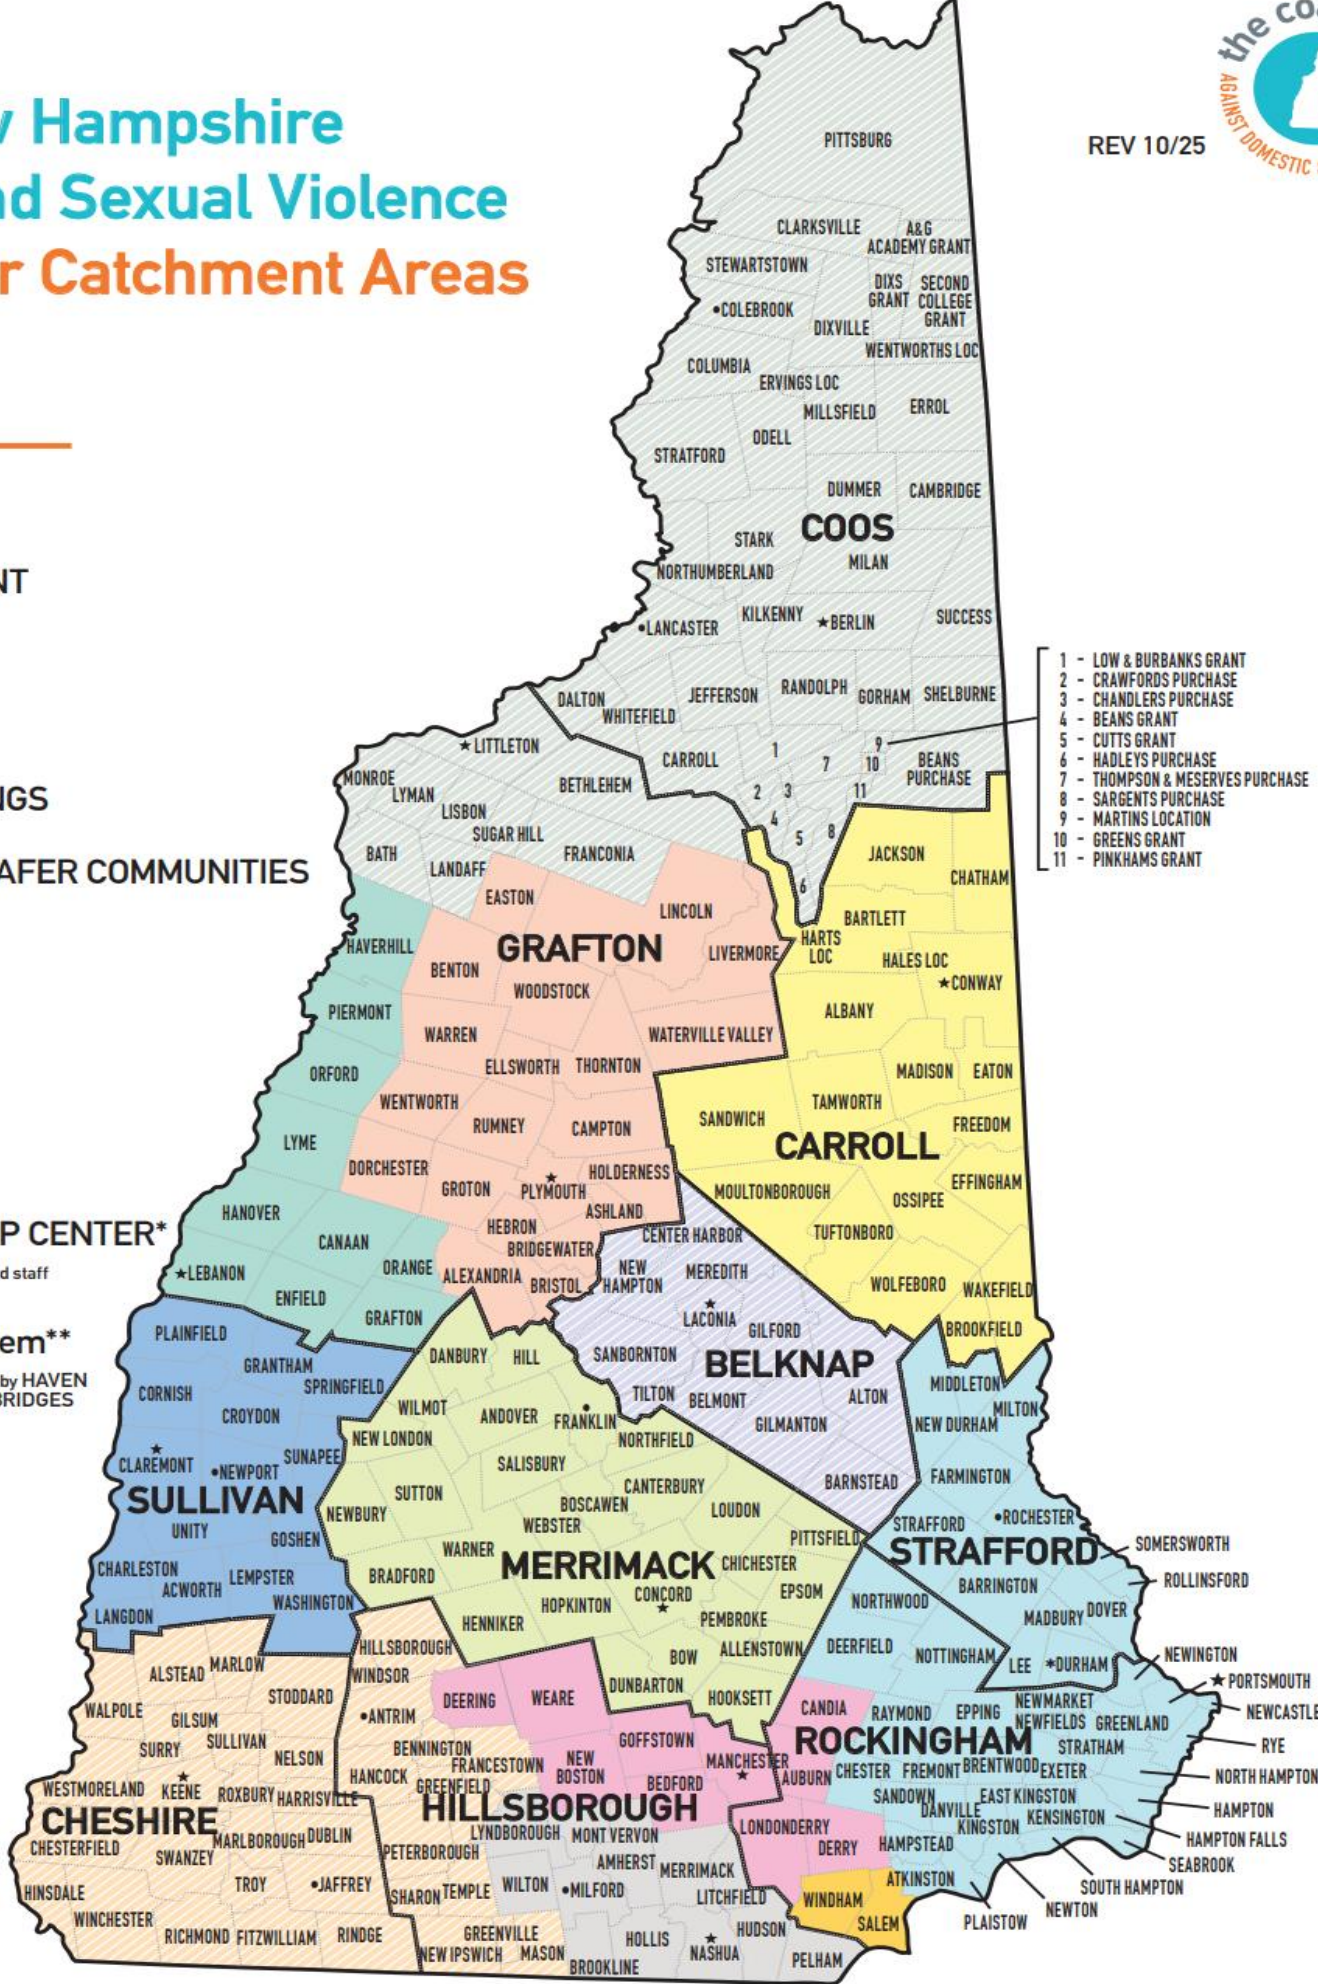 w Hampshire
nd Sexual Violence
r Catchment Areas
REV 10/25
the co
AGAINST DOMESTIC
NT
NGS
AFER COMMUNITIES
P CENTER*
d staff
em**
by HAVEN
BRIDGES
PITTSBURG
CLARKSVILLE
A&G
ACADEMY GRANT
STEWARTSTOWN
DIXS
GRANT
SECOND
COLLEGE
GRANT
•COLEBROOK
DIXVILLE
WENTWORTHS LOC
COLUMBIA
ERVINGS LOC
MILLSFIELD
ERROL
ODELL
STRATFORD
DUMMER
CAMBRIDGE
COOS
STARK
MILAN
NORTHUMBERLAND
KILKENNY
★BERLIN
SUCCESS
•LANCASTER
DALTON
WHITEFIELD
JEFFERSON
RANDOLPH
GORHAM
SHELBURNE
CARROLL
1
2
3
4
5
6
7
8
9
10
11
BEANS
PURCHASE
1 - LOW & BURBANKS GRANT
2 - CRAWFORDS PURCHASE
3 - CHANDLERS PURCHASE
4 - BEANS GRANT
5 - CUTTS GRANT
6 - HADLEYS PURCHASE
7 - THOMPSON & MESERVES PURCHASE
8 - SARGENTS PURCHASE
9 - MARTINS LOCATION
10 - GREENS GRANT
11 - PINKHAMS GRANT
★ LITTLETON
MONROE
LYMAN
BETHLEHEM
LISBON
SUGAR HILL
BATH
LANDAFF
FRANCONIA
EASTON
LINCOLN
HAVERHILL
GRAFTON
LIVERMORE
BENTON
WOODSTOCK
PIERMONT
WARREN
WATERVILLE VALLEY
ORFORD
ELLSWORTH
THORNTON
WENTWORTH
RUMNEY
CAMPTON
LYME
DORCHESTER
GROTON
★
PLYMOUTH
HOLDERNESS
ASHLAND
HANOVER
HEBRON
CANAAN
BRIDGEWATER
ORANGE
ALEXANDRIA
BRISTOL
★LEBANON
ENFIELD
GRAFTON
JACKSON
CHATHAM
BARTLETT
HARTS
LOC
HALES LOC
★CONWAY
ALBANY
MADISON
EATON
TAMWORTH
SANDWICH
FREEDOM
CARROLL
EFFINGHAM
MOULTONBOROUGH
OSSIPEE
TUFTONBORO
WOLFEBORO
WAKEFIELD
BROOKFIELD
CENTER HARBOR
NEW
HAMPTON
MEREDITH
★
LACONIA
GILFORD
SANBORNTON
BELKNAP
TILTON
BELMONT
ALTON
GILMANTON
BARNSTEAD
PLAINFIELD
GRANTHAM
SPRINGFIELD
CORNISH
CROYDON
★
CLAREMONT
•NEWPORT
SUNAPEE
SULLIVAN
UNITY
GOSHEN
CHARLESTON
ACWORTH
LEMPSTER
LANGDON
WASHINGTON
DANBURY
HILL
WILMOT
ANDOVER
•
FRANKLIN
NEW LONDON
NORTHFIELD
SALISBURY
SUTTON
CANTERBURY
BOSCAWEN
LOUDON
NEWBURY
WEBSTER
PITTSFIELD
WARNER
MERRIMACK
CHICHESTER
BRADFORD
CONCORD
★
EPSOM
HOPKINTON
HENNIKER
PEMBROKE
BOW
ALLENSTOWN
DUNBARTON
HOOKSETT
MIDDLETON
MILTON
NEW DURHAM
FARMINGTON
STRAFFORD
•ROCHESTER
STRAFFORD
SOMERSWORTH
BARRINGTON
ROLLINSFORD
MADBURY
DOVER
LEE
*DURHAM
NORTHWOOD
DEERFIELD
NOTTINGHAM
NEWINGTON
★PORTSMOUTH
NEWCASTLE
CANDIA
RAYMOND
EPPING
NEWMARKET
NEWFIELDS
GREENLAND
RYE
ROCKINGHAM
STRATHAM
AUBURN
CHESTER
FREMONT
BRENTWOOD
EXETER
NORTH HAMPTON
SANDOWN
EAST KINGSTON
DANVILLE
KINGSTON
KENSINGTON
HAMPTON
HAMPTON FALLS
LONDONDERRY
DERRY
HAMPSTEAD
SEABROOK
ATKINSON
SOUTH HAMPTON
NEWTON
PLAISTOW
WINDHAM
SALEM
HILLSBOROUGH
WINDSOR
DEERING
WEARE
•ANTRIM
GOFFSTOWN
BENNINGTON
FRANCESTOWN
NEW
BOSTON
MANCHESTER
★
HANCOCK
GREENFIELD
BEDFORD
HILLSBOROUGH
LYNDBOROUGH
MONT VERNON
PETERBOROUGH
AMHERST
MERRIMACK
SHARON
TEMPLE
WILTON
•MILFORD
LITCHFIELD
GREENVILLE
HOLLIS
★
NASHUA
HUDSON
NEW IPSWICH
MASON
BROOKLINE
PELHAM
ALSTEAD
MARLOW
WALPOLE
STODDARD
GILSUM
SURRY
SULLIVAN
NELSON
★
WESTMORELAND
KEENE
ROXBURY
HARRISVILLE
CHESHIRE
CHESTERFIELD
MARLBOROUGH
DUBLIN
SWANZEY
HINSDALE
TROY
•JAFFREY
WINCHESTER
RICHMOND
FITZWILLIAM
RINDGE